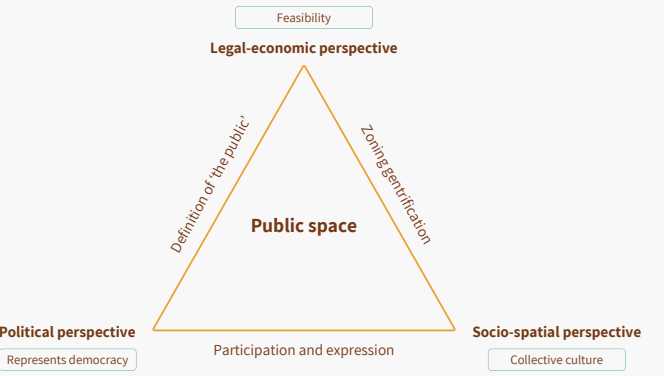 Feasibility
Legal-economic perspective
Definition of ‘the public’
Zoning gentrification
Public space
Political perspective
Socio-spatial perspective
Participation and expression
Represents democracy
Collective culture